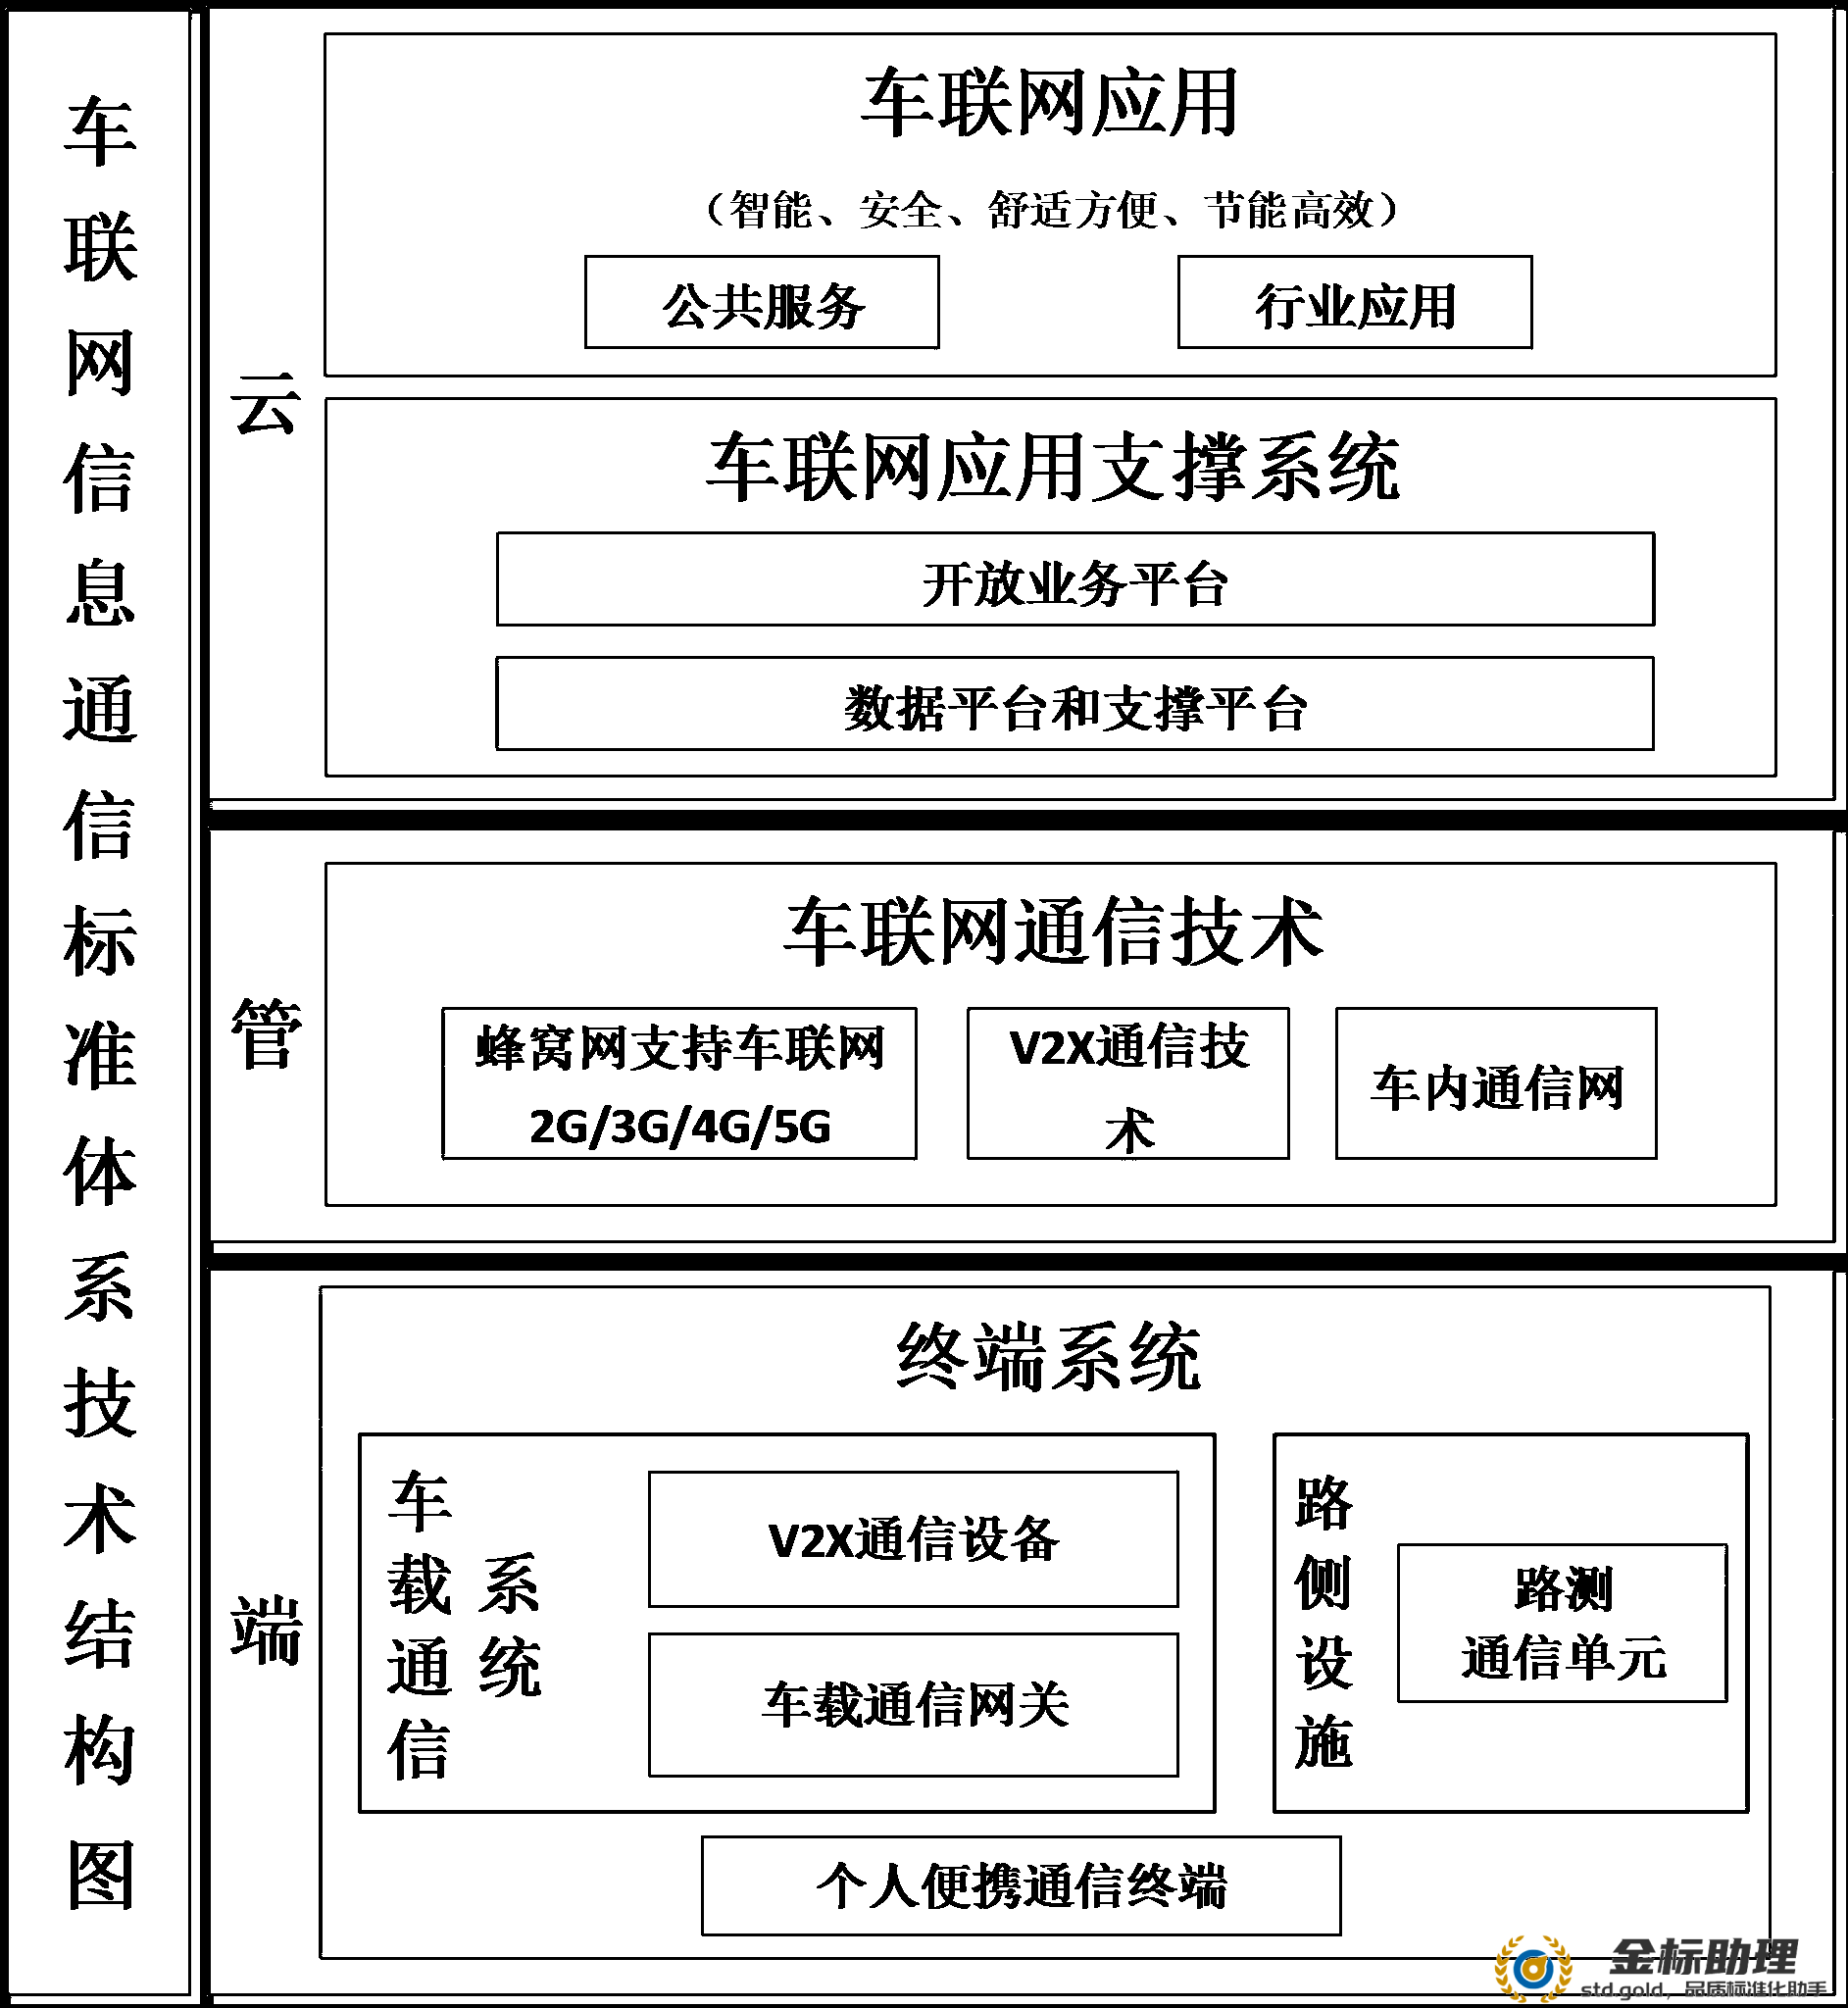 车联网信息通信标准体系技术结构图
云
车联网应用
（智能、安全、舒适方便、节能高效）
公共服务
行业应用
车联网应用支撑系统
开放业务平台
数据平台和支撑平台
管
车联网通信技术
蜂窝网支持车联网
2G/3G/4G/5G
V2X通信技
术
车内通信网
端
终端系统
车载通信
系统
V2X通信设备
车载通信网关
路侧设施
路测
通信单元
个人便携通信终端
金标助理
std.gold，品质标准化助手